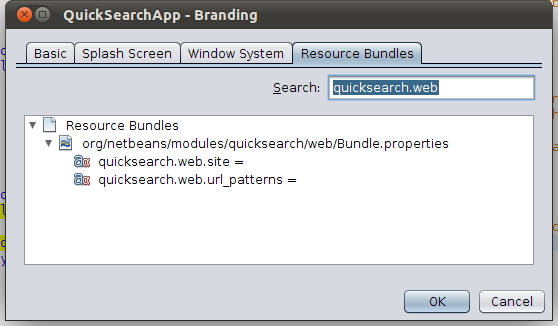 QuickSearchApp - Branding
Basic Splash Screen Window System Resource Bundles
Search: quicksearch.web
Resource Bundles
org/netbeans/modules/quicksearch/web/Bundle.properties
quicksearch.web.site =
quicksearch.web.url_patterns =
OK Cancel